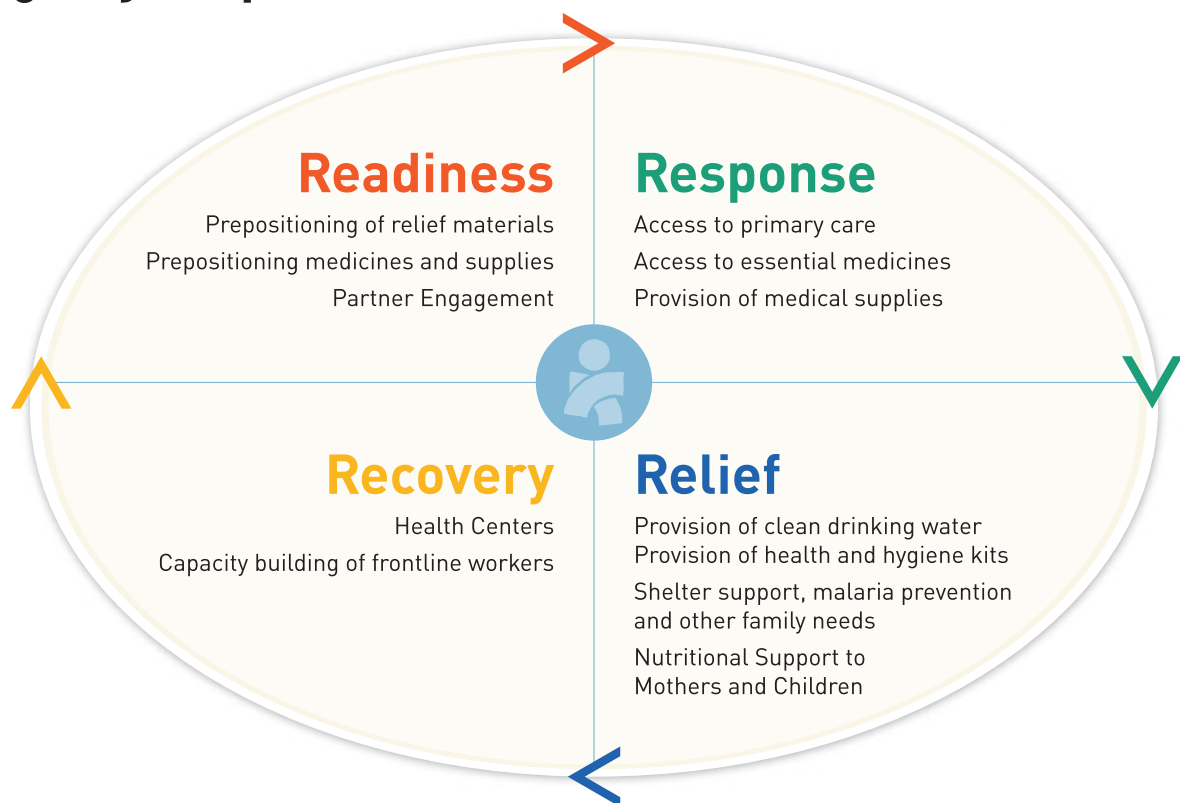 Readiness
Prepositioning of relief materials
Prepositioning medicines and supplies
Partner Engagement
Response
Access to primary care
Access to essential medicines
Provision of medical supplies
Recovery
Health Centers
Capacity building of frontline workers
Relief
Provision of clean drinking water
Provision of health and hygiene kits
Shelter support, malaria prevention
and other family needs
Nutritional Support to
Mothers and Children